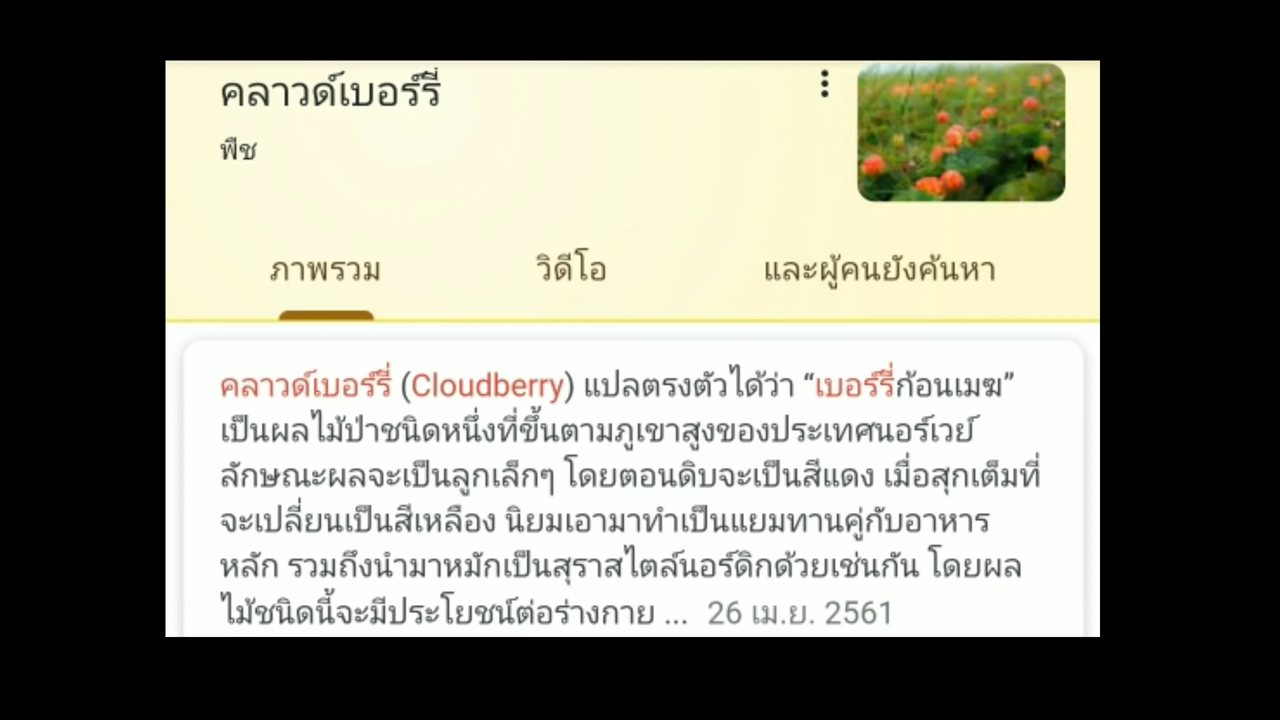 คลาวด์เบอร์รี่
พืช
ภาพรวม
วิดีโอ
และผู้คนยังค้นหา
คลาวด์เบอร์รี่ (Cloudberry) แปลตรงตัวได้ว่า “เบอร์รี่ก้อนเมฆ”
เป็นผลไม้ป่าชนิดหนึ่งที่ขึ้นตามภูเขาสูงของประเทศนอร์เวย์
ลักษณะผลจะเป็นลูกเล็กๆ โดยตอนดิบจะเป็นสีแดง เมื่อสุกเต็มที่
จะเปลี่ยนเป็นสีเหลือง นิยมเอามาทำเป็นแยมทานคู่กับอาหาร
หลัก รวมถึงนำมาหมักเป็นสุราสไตล์นอร์ดิกด้วยเช่นกัน โดยผล
ไม้ชนิดนี้จะมีประโยชน์ต่อร่างกาย ... 26 เม.ย. 2561